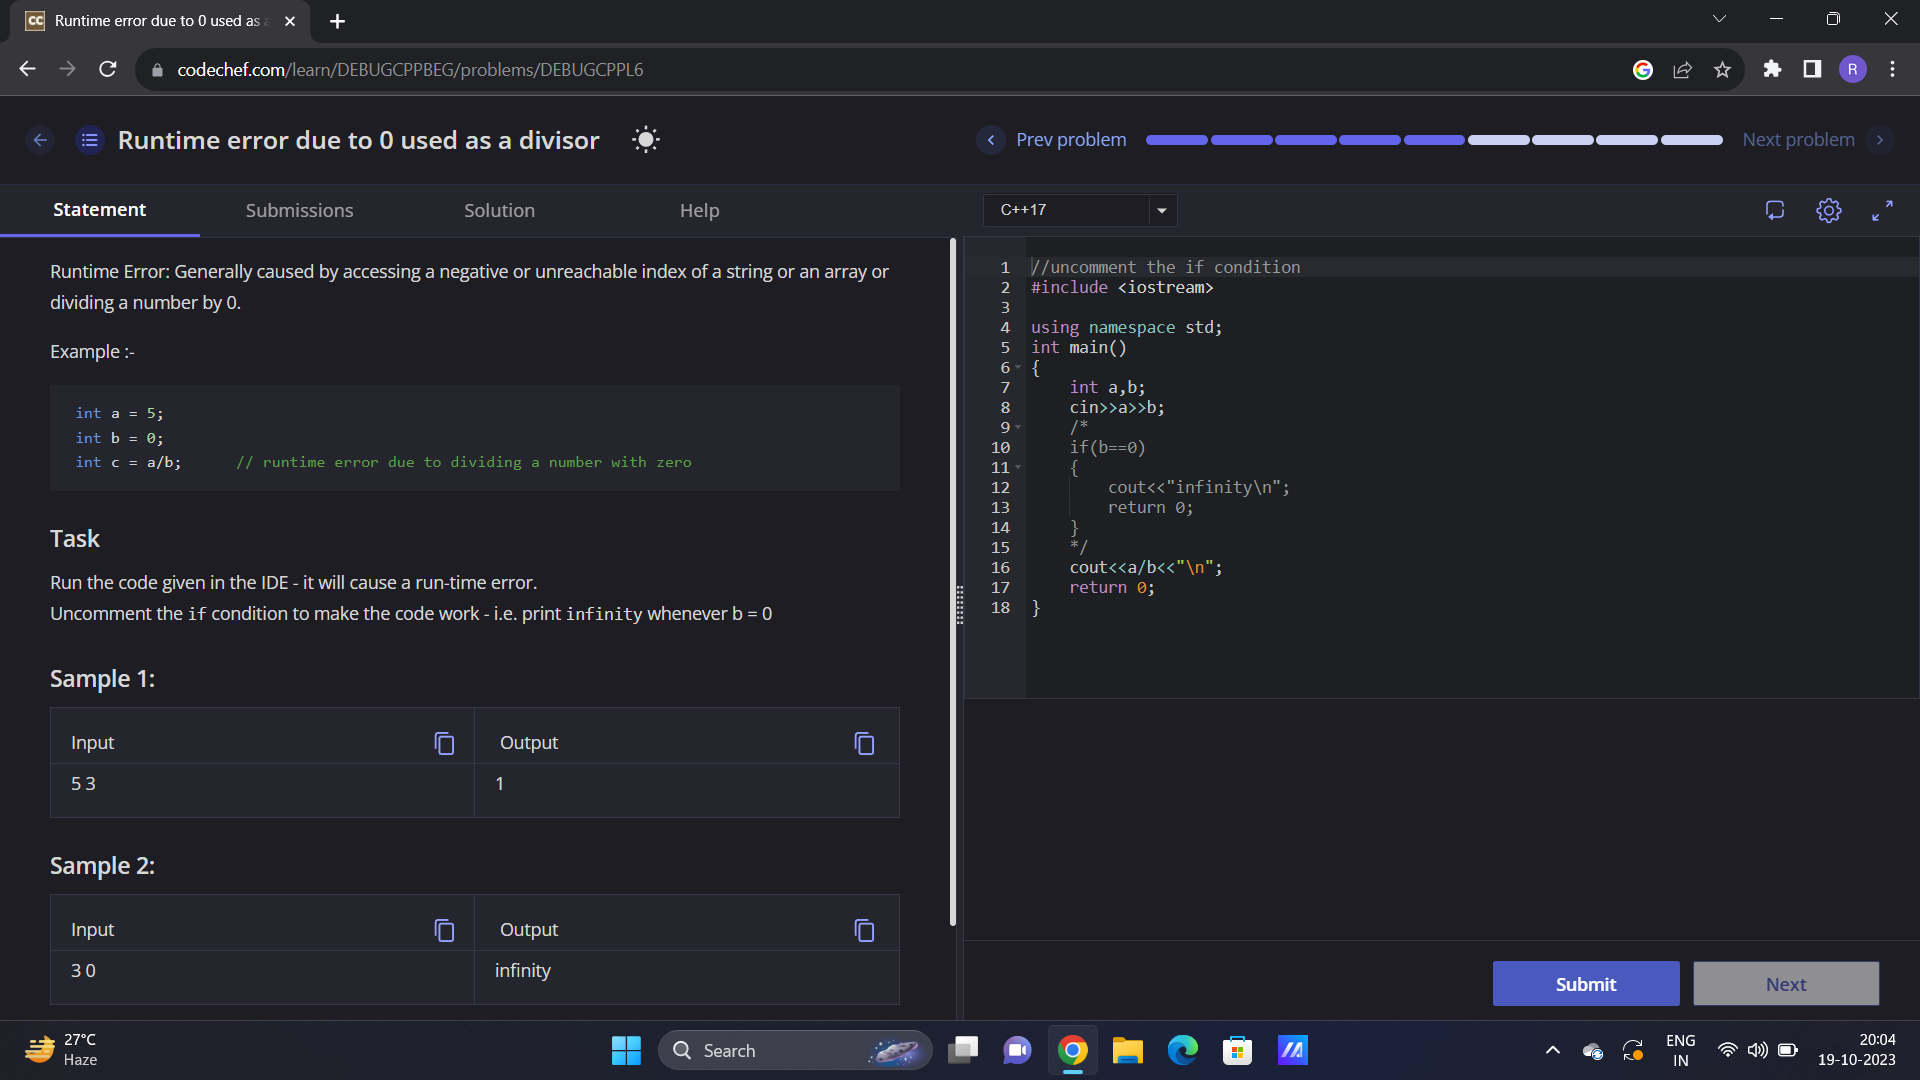 CC Runtime error due to 0 used as a
codechef.com/learn/DEBUGCPPBEG/problems/DEBUGCPPL6
R
Runtime error due to 0 used as a divisor
Prev problem
Next problem
Statement
Submissions
Solution
Help
C++17
Runtime Error: Generally caused by accessing a negative or unreachable index of a string or an array or
dividing a number by 0.
Example :-
int a = 5;
int b = 0;
int c = a/b; // runtime error due to dividing a number with zero
Task
Run the code given in the IDE - it will cause a run-time error.
Uncomment the if condition to make the code work - i.e. print infinity whenever b = 0
Sample 1:
Input
Output
5 3
1
Sample 2:
Input
Output
3 0
infinity
1 //uncomment the if condition
2 #include <iostream>
3
4 using namespace std;
5 int main()
6 {
7 int a,b;
8 cin>>a>>b;
9 /*
10 if(b==0)
11 {
12 cout<<"infinity\n";
13 return 0;
14 }
15 */
16 cout<<a/b<<"\n";
17 return 0;
18 }
Submit
Next
27°C
Haze
Search
ENG
IN
20:04
19-10-2023